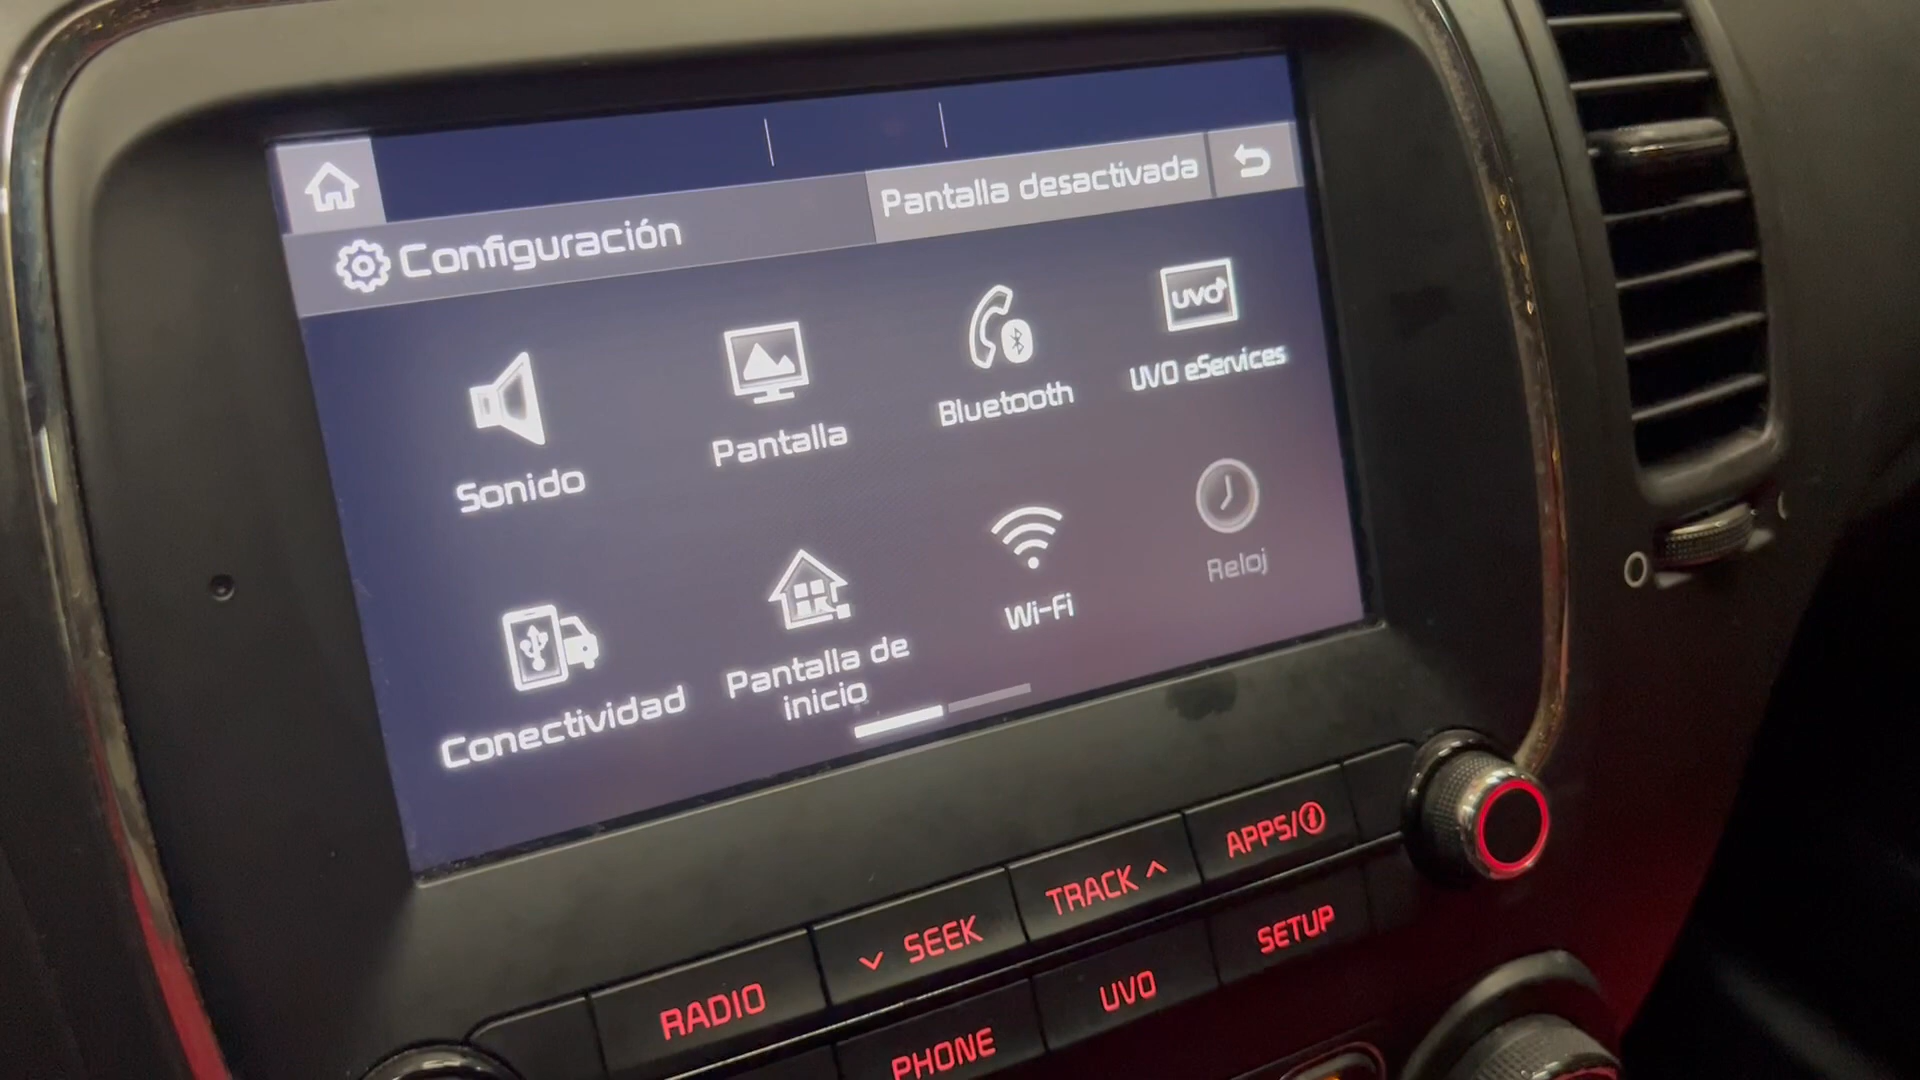 Configuración
Pantalla desactivada
Sonido
Pantalla
Bluetooth
uvo
UVO eServices
Conectividad
Pantalla de
inicio
Wi-Fi
Reloj
RADIO
SEEK
TRACK
APPS/i
PHONE
UVO
SETUP